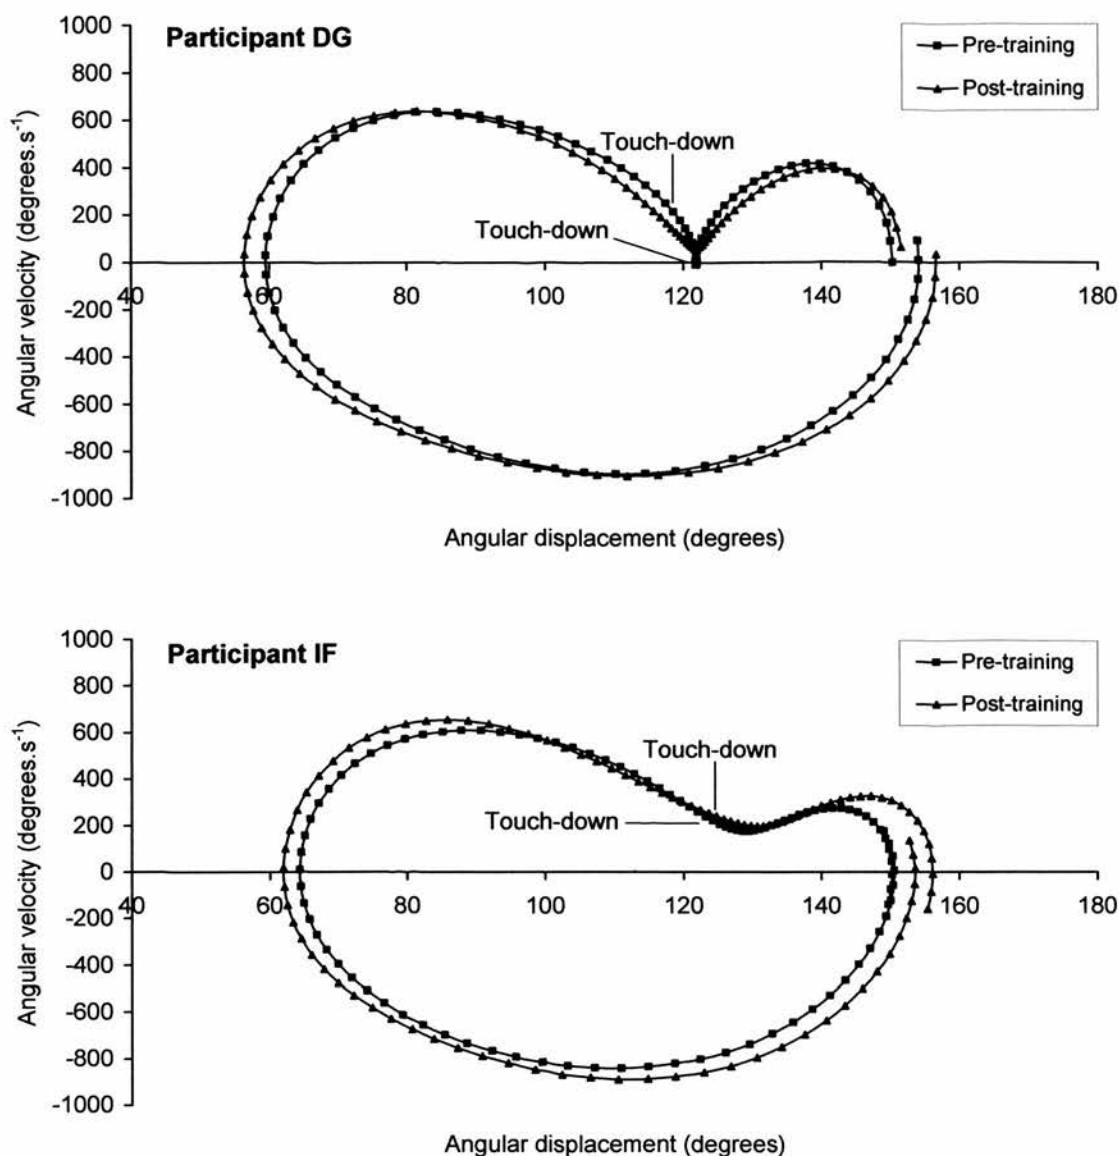 Participant DG
Pre-training
Post-training
1000
800
600
400
200
0
-200
-400
-600
-800
-1000
Angular velocity (degrees.s-1)
Touch-down
Touch-down
40
60
80
100
120
140
160
180
Angular displacement (degrees)
Participant IF
Pre-training
Post-training
1000
800
600
400
200
0
-200
-400
-600
-800
-1000
Angular velocity (degrees.s-1)
Touch-down
Touch-down
40
60
80
100
120
140
160
180
Angular displacement (degrees)